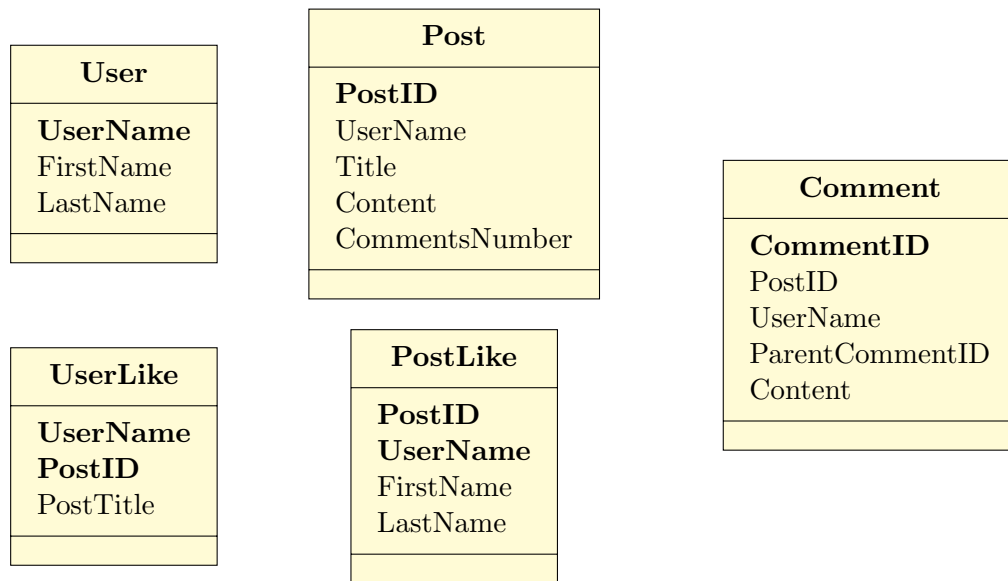 User
UserName
FirstName
LastName
Post
PostID
UserName
Title
Content
CommentsNumber
Comment
CommentID
PostID
UserName
ParentCommentID
Content
UserLike
UserName
PostID
PostTitle
PostLike
PostID
UserName
FirstName
LastName